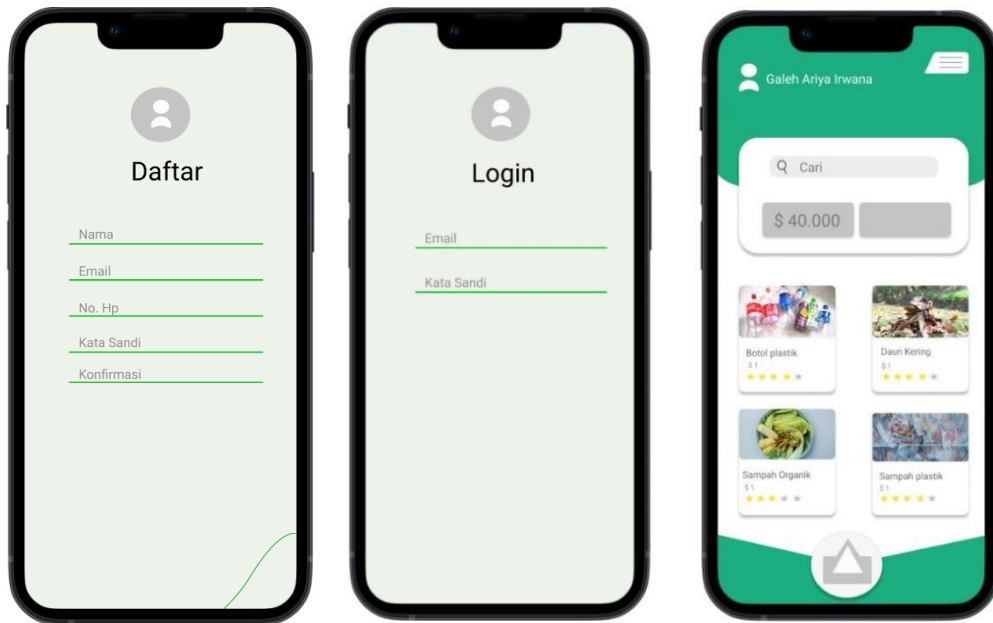 Daftar
Nama
Email
No. Hp
Kata Sandi
Konfirmasi
Login
Email
Kata Sandi
Galeh Ariya Irwana
Cari
$ 40.000
Botol plastik
$ 1
Daun Kering
$ 1
Sampah Organik
$ 1
Sampah plastik
$ 1